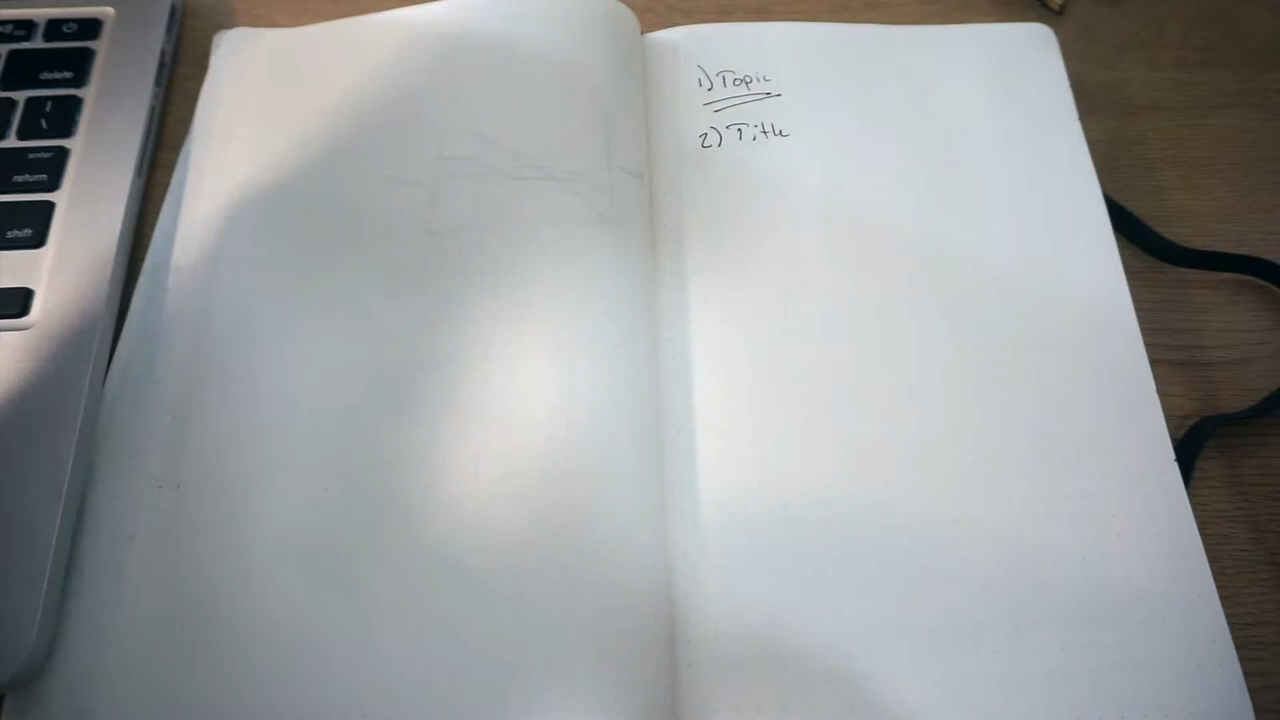 delete
enter
return
shift
1) Topic
2) Title